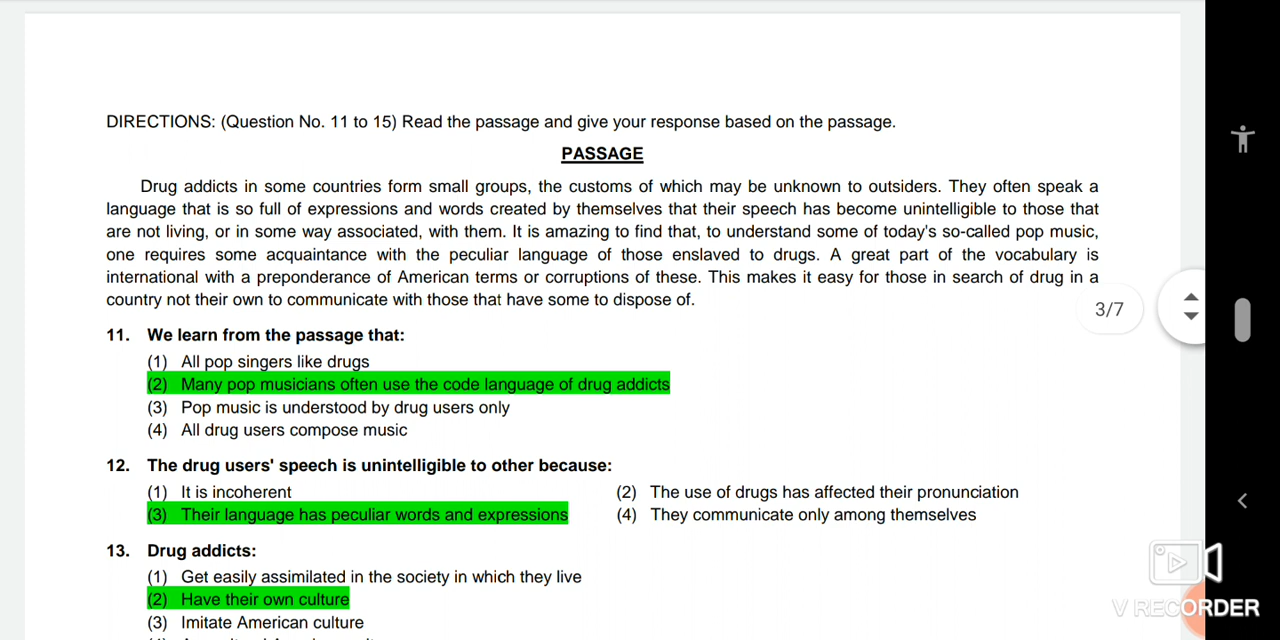 DIRECTIONS: (Question No. 11 to 15) Read the passage and give your response based on the passage.
PASSAGE
Drug addicts in some countries form small groups, the customs of which may be unknown to outsiders. They often speak a
language that is so full of expressions and words created by themselves that their speech has become unintelligible to those that
are not living, or in some way associated, with them. It is amazing to find that, to understand some of today's so-called pop music,
one requires some acquaintance with the peculiar language of those enslaved to drugs. A great part of the vocabulary is
international with a preponderance of American terms or corruptions of these. This makes it easy for those in search of drug in a
country not their own to communicate with those that have some to dispose of.
3/7
11. We learn from the passage that:
(1) All pop singers like drugs
(2) Many pop musicians often use the code language of drug addicts
(3) Pop music is understood by drug users only
(4) All drug users compose music
12. The drug users' speech is unintelligible to other because:
(1) It is incoherent (2) The use of drugs has affected their pronunciation
(3) Their language has peculiar words and expressions (4) They communicate only among themselves
13. Drug addicts:
(1) Get easily assimilated in the society in which they live
(2) Have their own culture
(3) Imitate American culture
V RECORDER